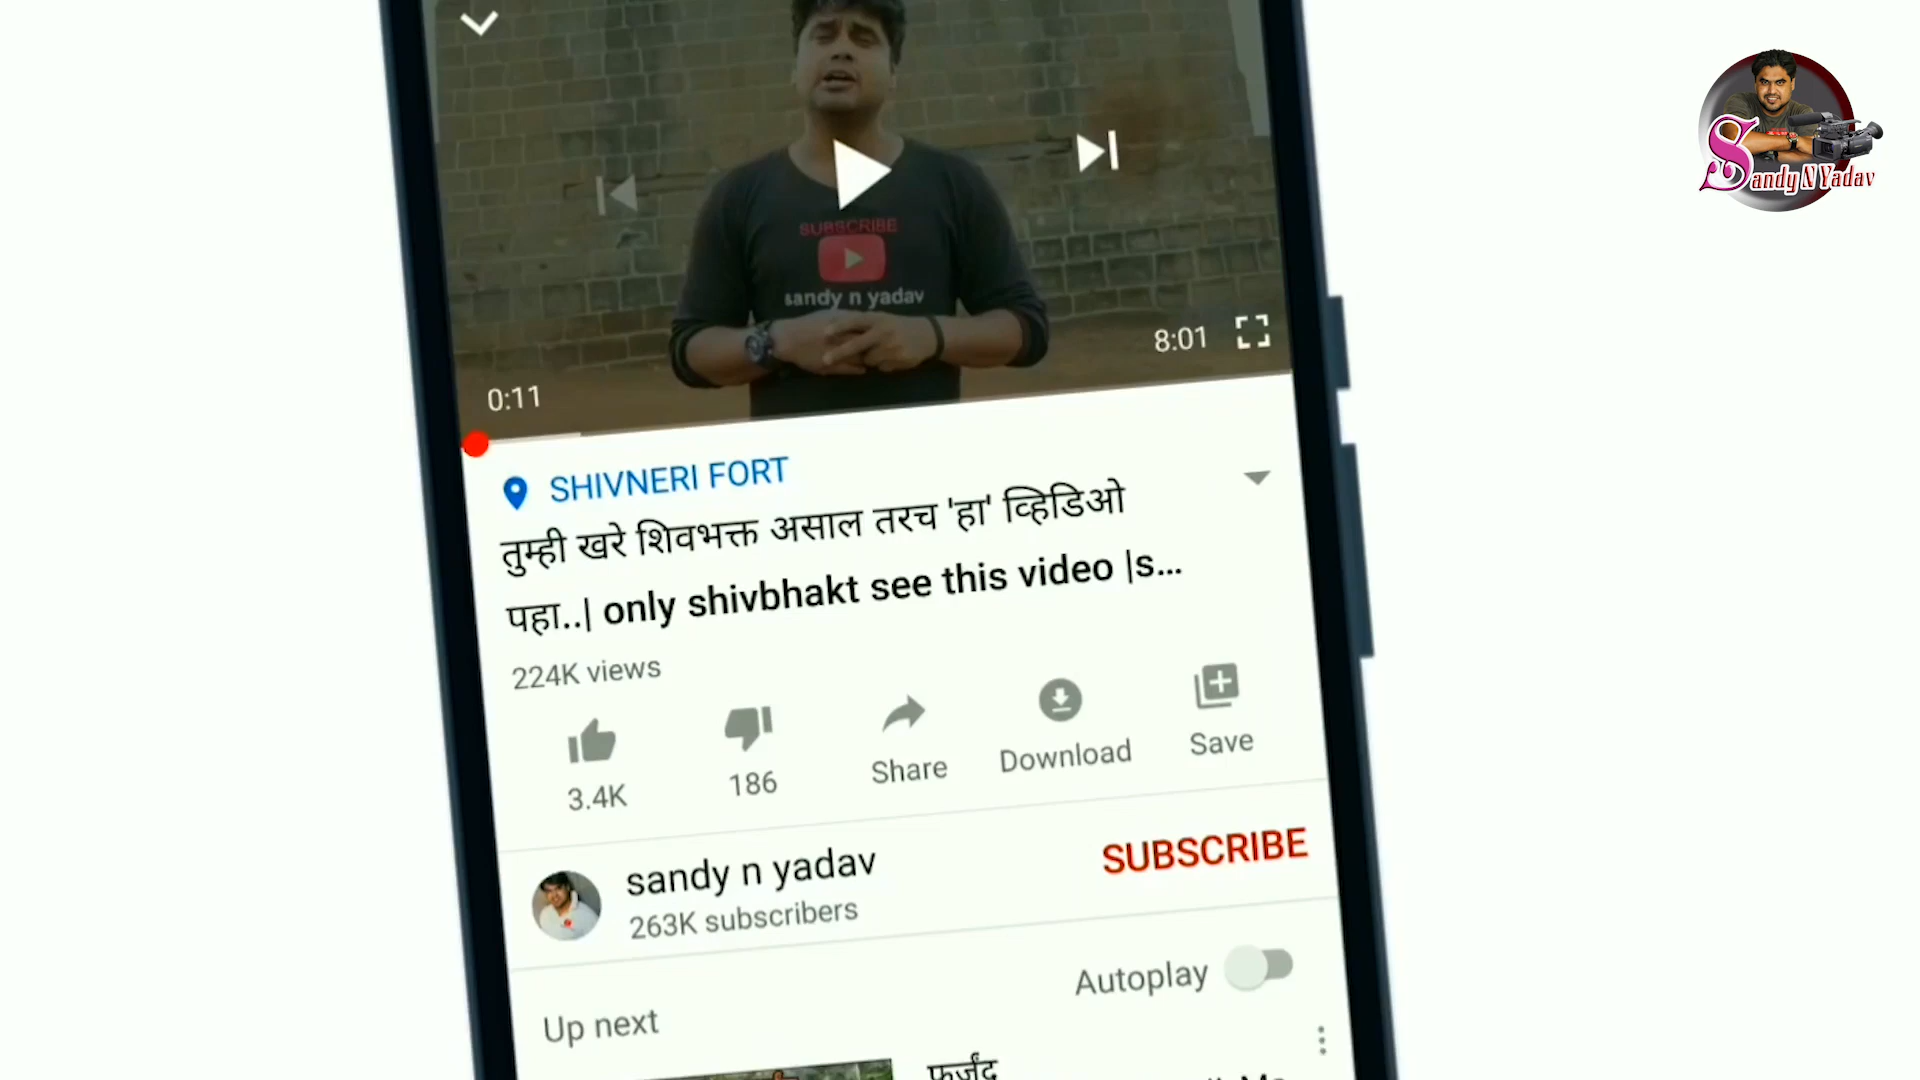 Sandy N Yadav
SUBSCRIBE
sandy n yadav
8:01
0:11
SHIVNERI FORT
तुम्ही खरे शिवभक्त असाल तरच 'हा' व्हिडिओ
पहा..| only shivbhakt see this video |s...
224K views
3.4K
186
Share
Download
Save
sandy n yadav
263K subscribers
SUBSCRIBE
Autoplay
Up next
फर्जंद